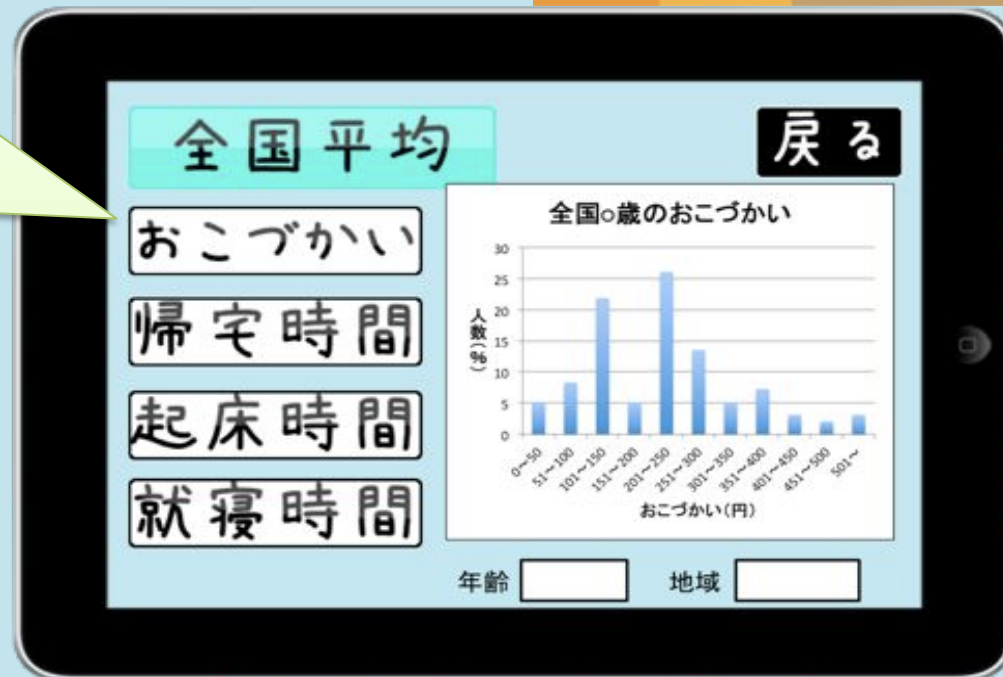 全国平均
戻る
おこづかい
帰宅時間
起床時間
就寝時間
全国○歳のおこづかい
人数(%)
30
25
20
15
10
5
0
0〜50
51〜100
101〜150
151〜200
201〜250
251〜300
301〜350
351〜400
401〜450
451〜500
501〜
おこづかい(円)
年齢
地域